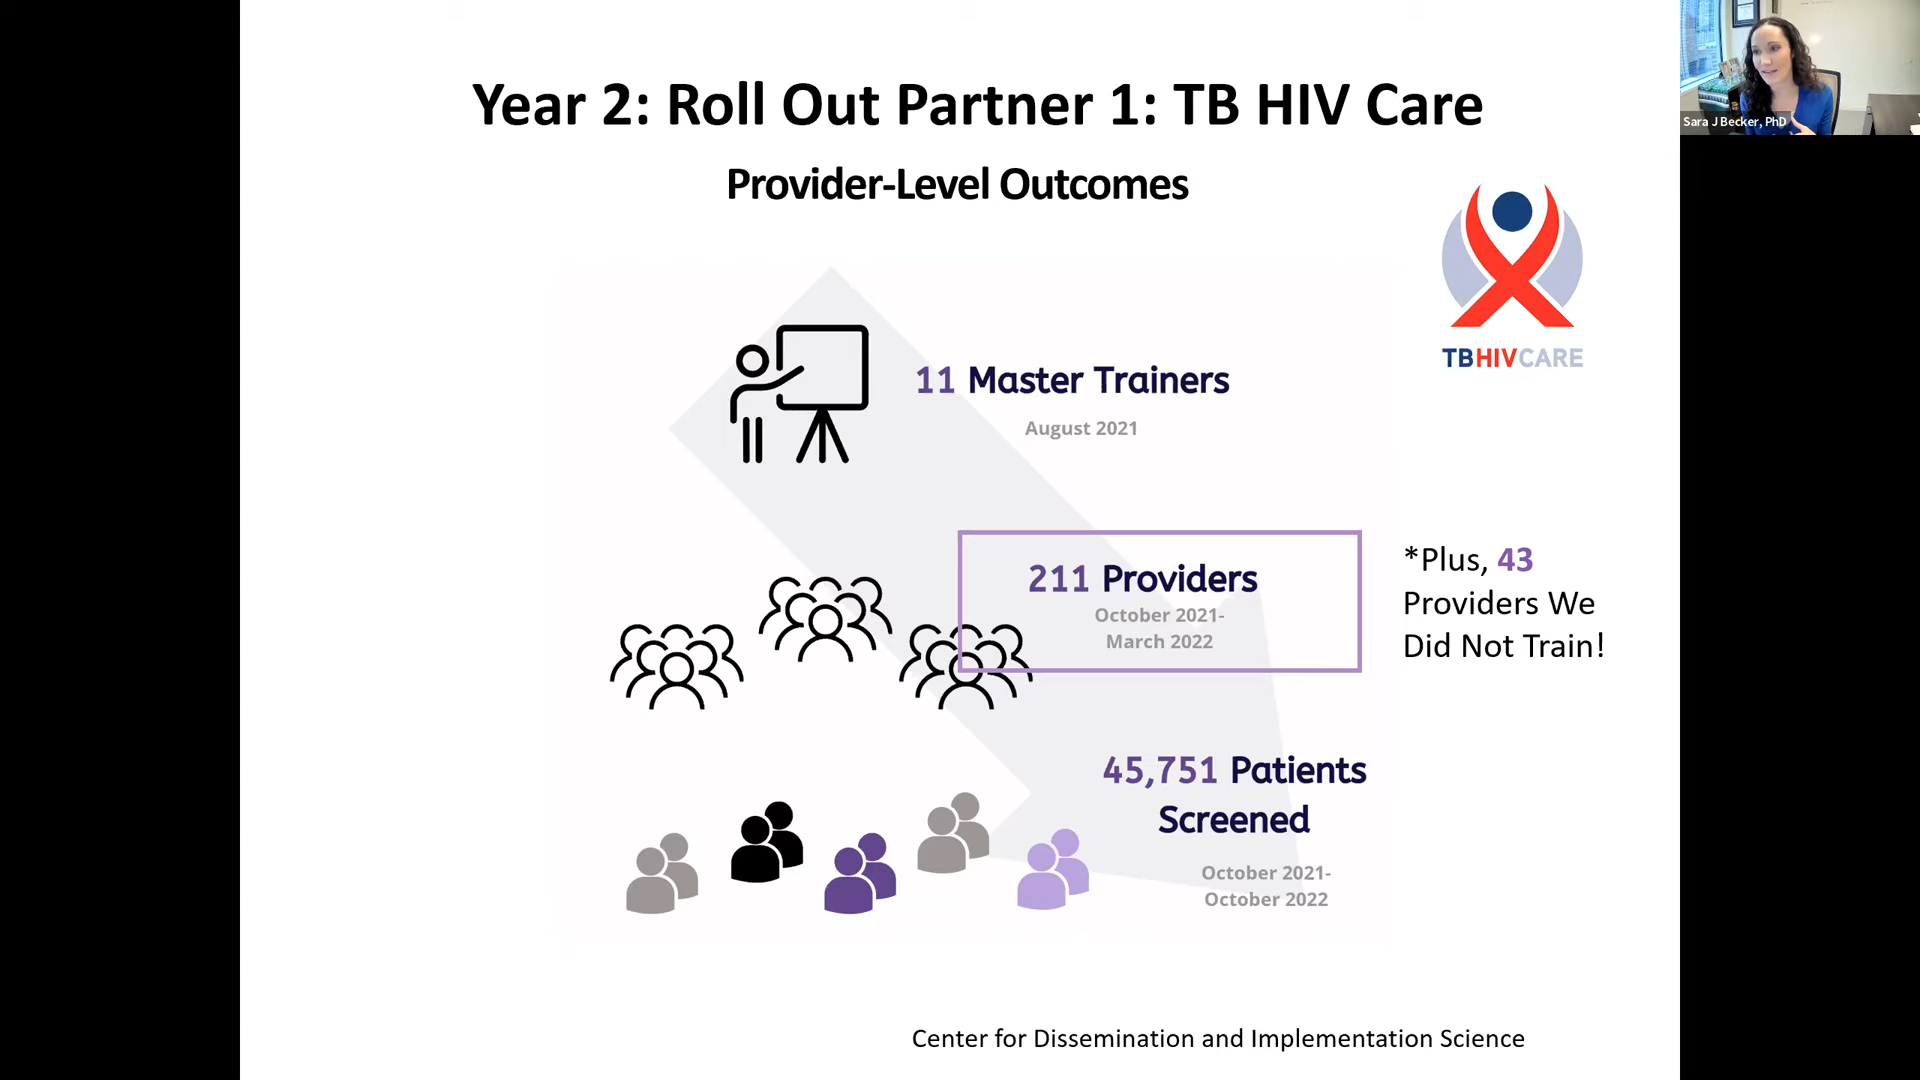 Year 2: Roll Out Partner 1: TB HIV Care
Provider-Level Outcomes
Sara J Becker, PhD
TBHIVCARE
11 Master Trainers
August 2021
211 Providers
October 2021-
March 2022
*Plus, 43
Providers We
Did Not Train!
45,751 Patients
Screened
October 2021-
October 2022
Center for Dissemination and Implementation Science